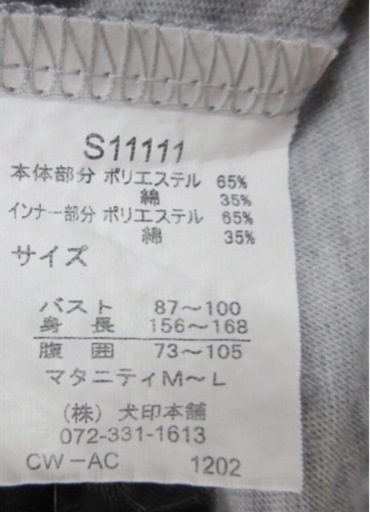 S11111
本体部分 ポリエステル 65%
綿 35%
インナー部分 ポリエステル 65%
綿 35%
サイズ
バスト 87~100
身長 156~168
腹囲 73~105
マタニティM~L
(株) 犬印本舗
072-331-1613
CW-AC 1202